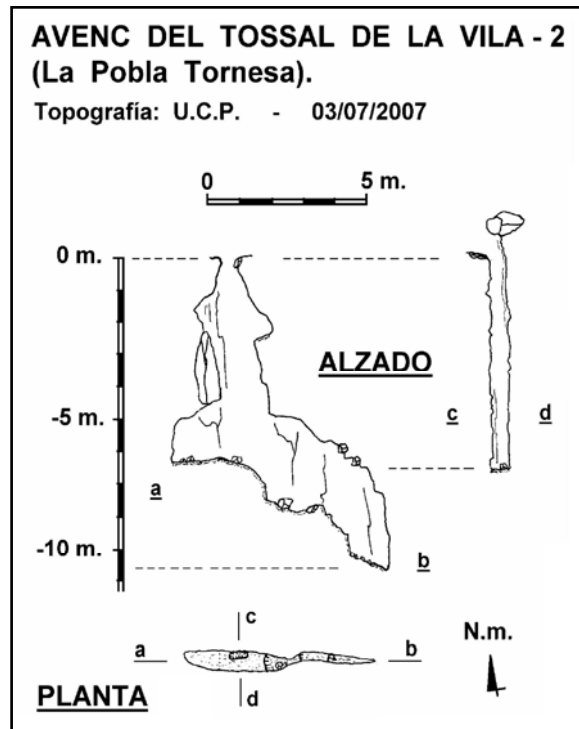 AVENC DEL TOSSAL DE LA VILA - 2
(La Pobla Tornesa).
Topografía: U.C.P. - 03/07/2007
0 5 m.
0 m.
ALZADO
-5 m.
c d
a
-10 m.
b
c
a b N.m.
PLANTA d